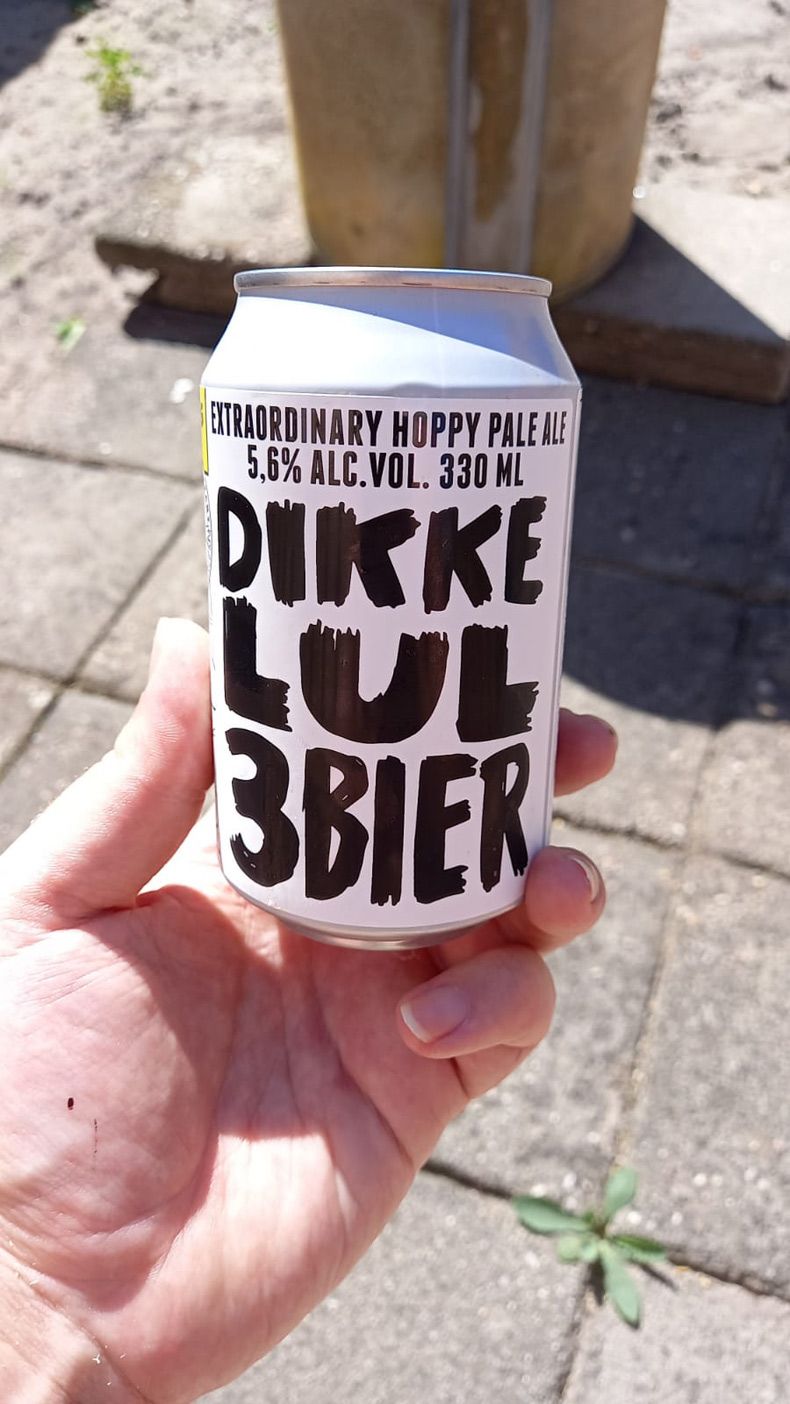 EXTRAORDINARY HOPPY PALE ALE
5,6% ALC.VOL. 330 ML
DIKKE
LUL
3BIER